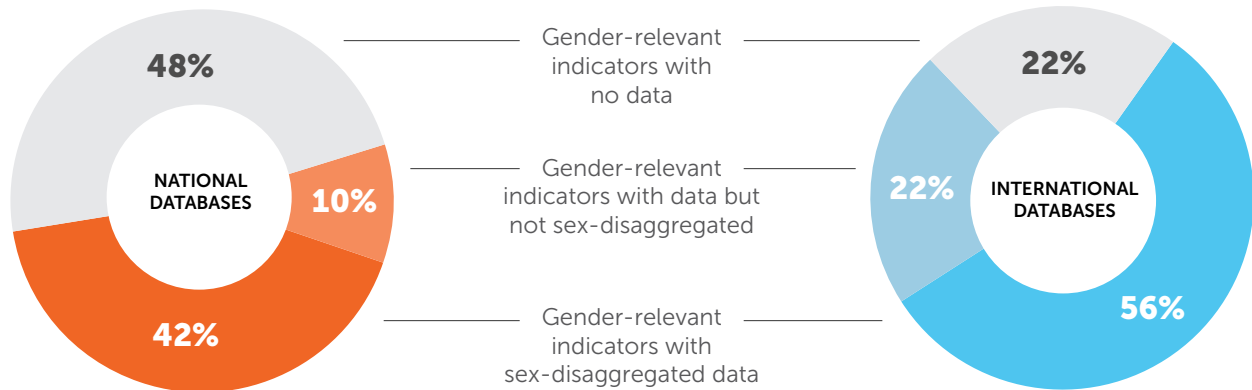 48%
Gender-relevant
indicators with
no data
22%
NATIONAL
DATABASES
10%
Gender-relevant
indicators with data but
not sex-disaggregated
22%
INTERNATIONAL
DATABASES
42%
Gender-relevant
indicators with
sex-disaggregated data
56%